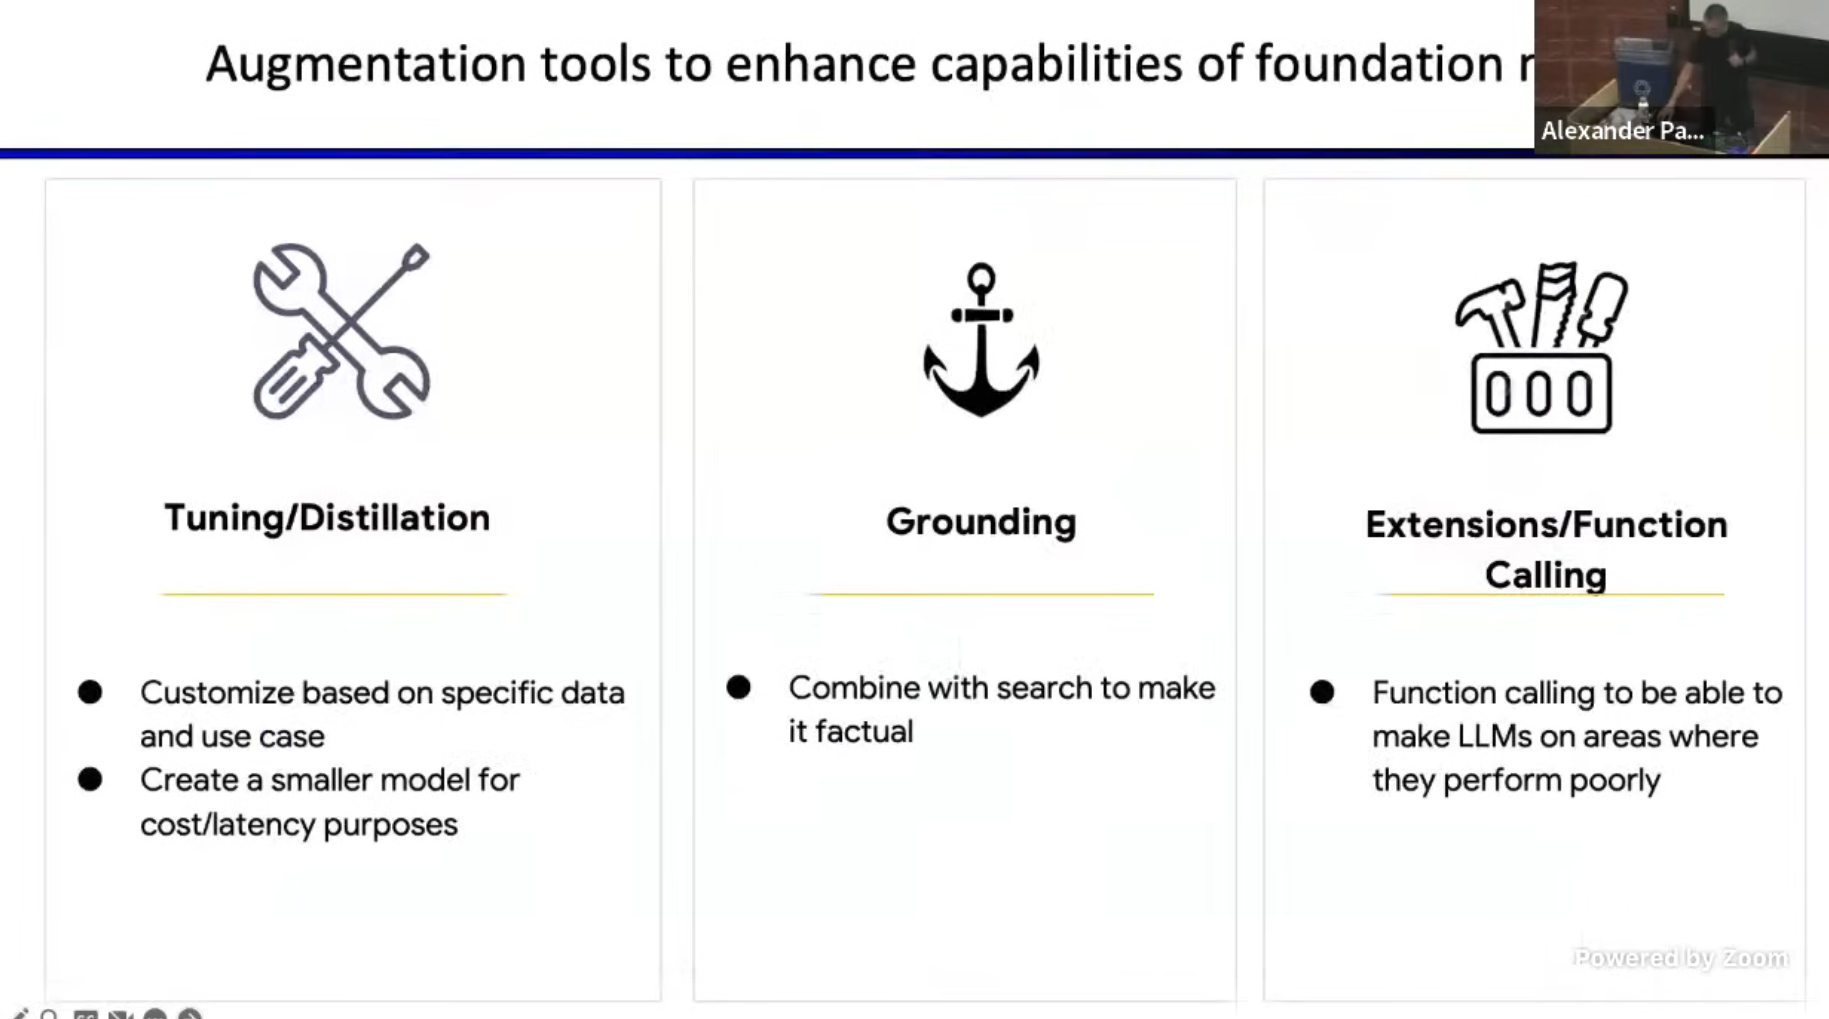 Augmentation tools to enhance capabilities of foundation
Alexander Pa...
Tuning/Distillation
Customize based on specific data
and use case
Create a smaller model for
cost/latency purposes
Grounding
Combine with search to make
it factual
Extensions/Function
Calling
Function calling to be able to
make LLMs on areas where
they perform poorly
Powered by Zoom